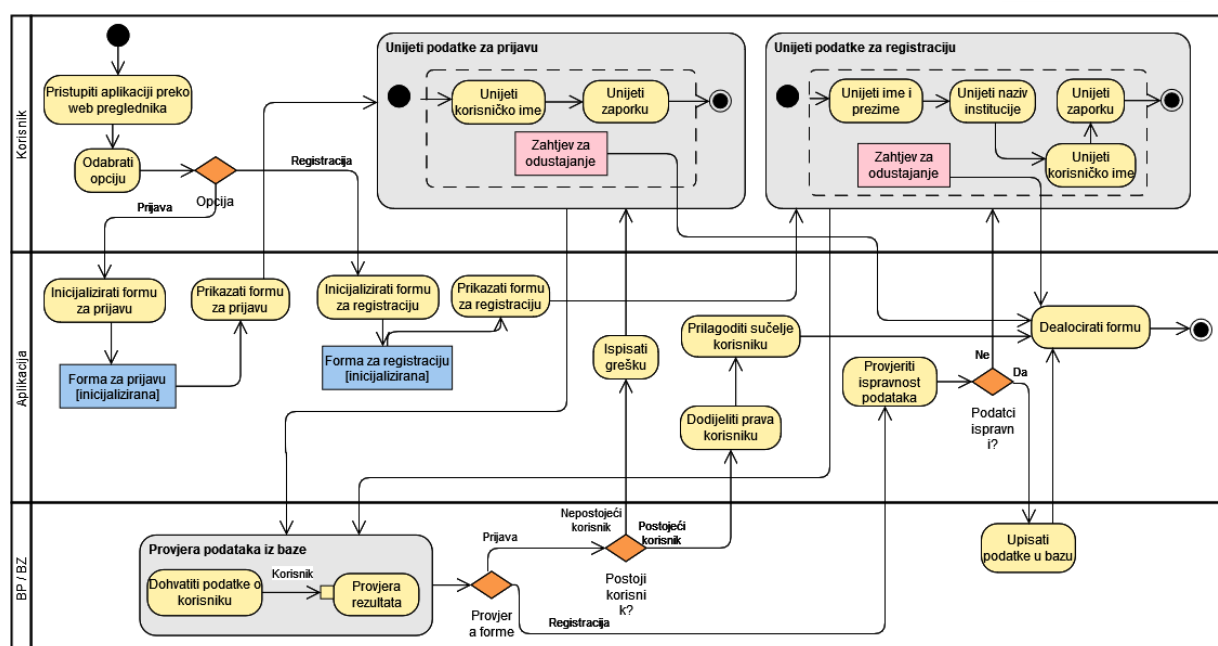 Korisnik
Pristupiti aplikaciji preko
web preglednika
Odabrati
opciju
Opcija
Prijava
Registracija
Unijeti podatke za prijavu
Unijeti
korisničko ime
Unijeti
zaporku
Zahtjev za
odustajanje
Unijeti podatke za registraciju
Unijeti ime i
prezime
Unijeti naziv
institucije
Unijeti
zaporku
Unijeti
korisničko ime
Zahtjev za
odustajanje
Aplikacija
Inicijalizirati formu
za prijavu
Prikazati formu
za prijavu
Forma za prijavu
[inicijalizirana]
Inicijalizirati formu
za registraciju
Prikazati formu
za registraciju
Forma za registraciju
[inicijalizirana]
Ispisati
grešku
Prilagoditi sučelje
korisniku
Dodijeliti prava
korisniku
Provjeriti
ispravnost
podataka
Ne
Da
Podatci
ispravn
i?
Dealocirati formu
BP / BZ
Provjera podataka iz baze
Dohvatiti podatke o
korisniku
Korisnik
Provjera
rezultata
Prijava
Provjer
a forme
Registracija
Nepostojeći
korisnik
Postojeći
korisnik
Postoji
korisni
k?
Upisati
podatke u bazu